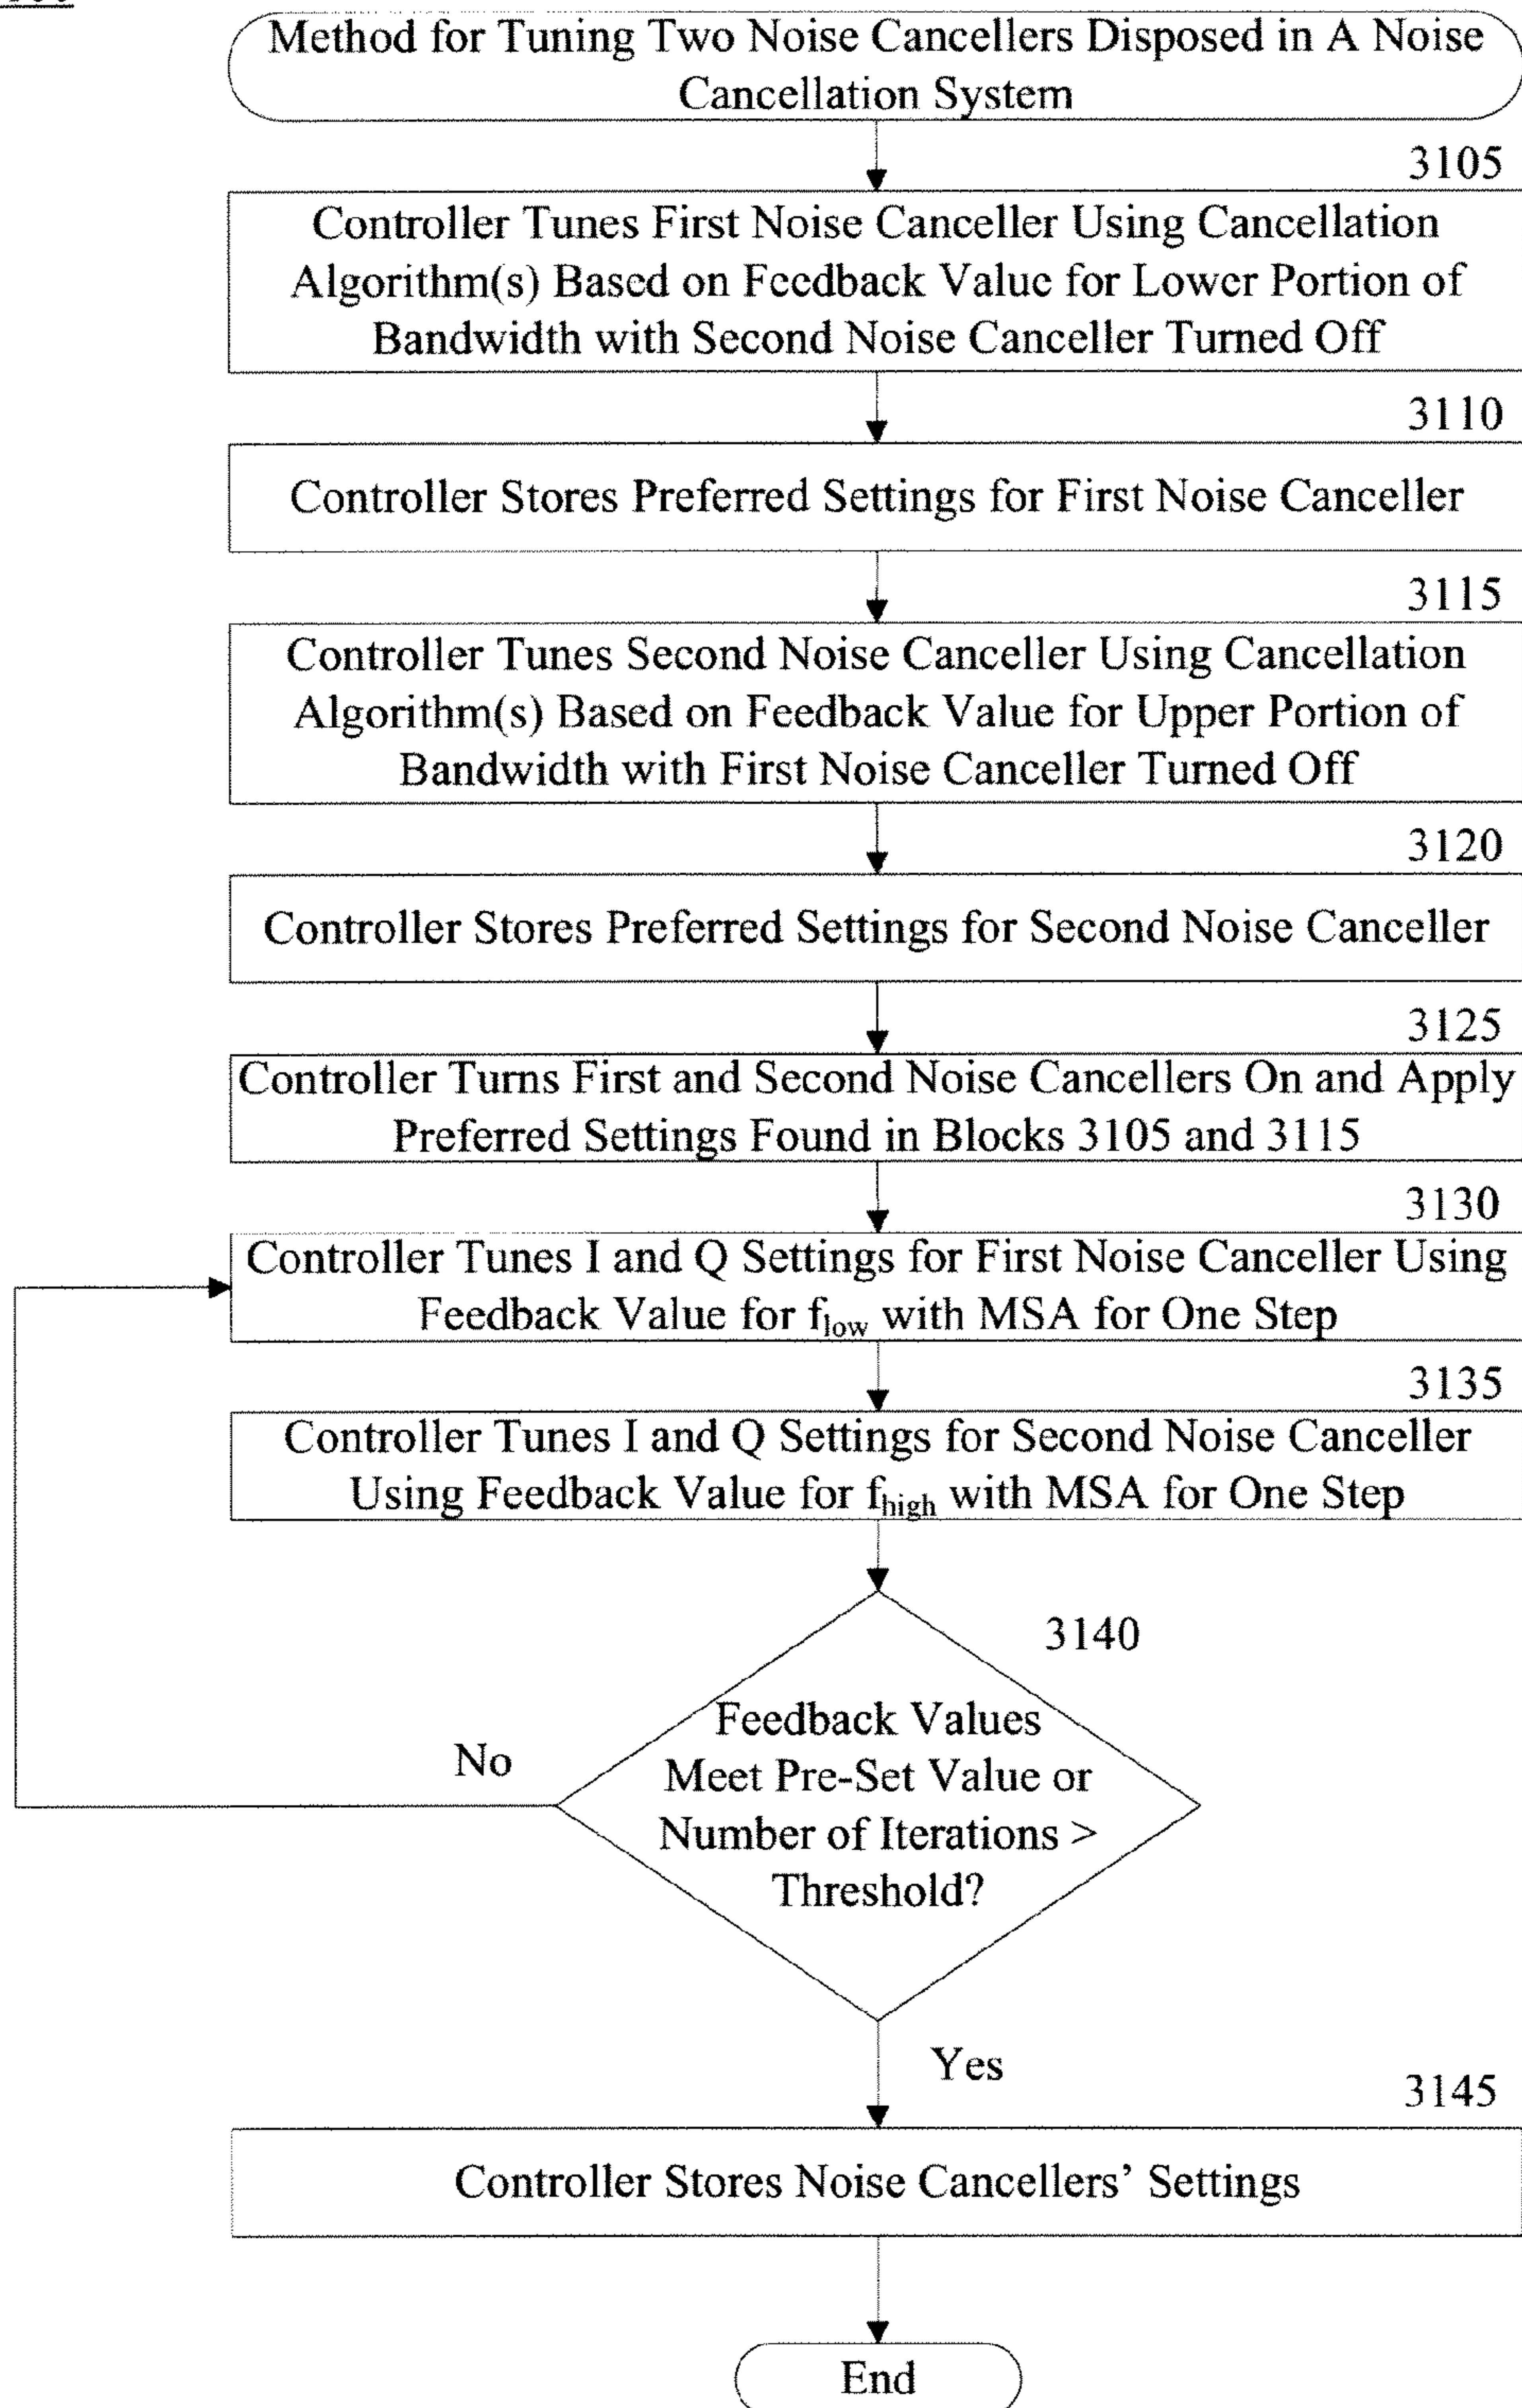 Method for Tuning Two Noise Cancellers Disposed in A Noise
Cancellation System
3105
Controller Tunes First Noise Canceller Using Cancellation
Algorithm(s) Based on Feedback Value for Lower Portion of
Bandwidth with Second Noise Canceller Turned Off
3110
Controller Stores Preferred Settings for First Noise Canceller
3115
Controller Tunes Second Noise Canceller Using Cancellation
Algorithm(s) Based on Feedback Value for Upper Portion of
Bandwidth with First Noise Canceller Turned Off
3120
Controller Stores Preferred Settings for Second Noise Canceller
3125
Controller Turns First and Second Noise Cancellers On and Apply
Preferred Settings Found in Blocks 3105 and 3115
3130
Controller Tunes I and Q Settings for First Noise Canceller Using
Feedback Value for flow with MSA for One Step
3135
Controller Tunes I and Q Settings for Second Noise Canceller
Using Feedback Value for fhigh with MSA for One Step
3140
Feedback Values
Meet Pre-Set Value or
Number of Iterations >
Threshold?
No
Yes
3145
Controller Stores Noise Cancellers' Settings
End